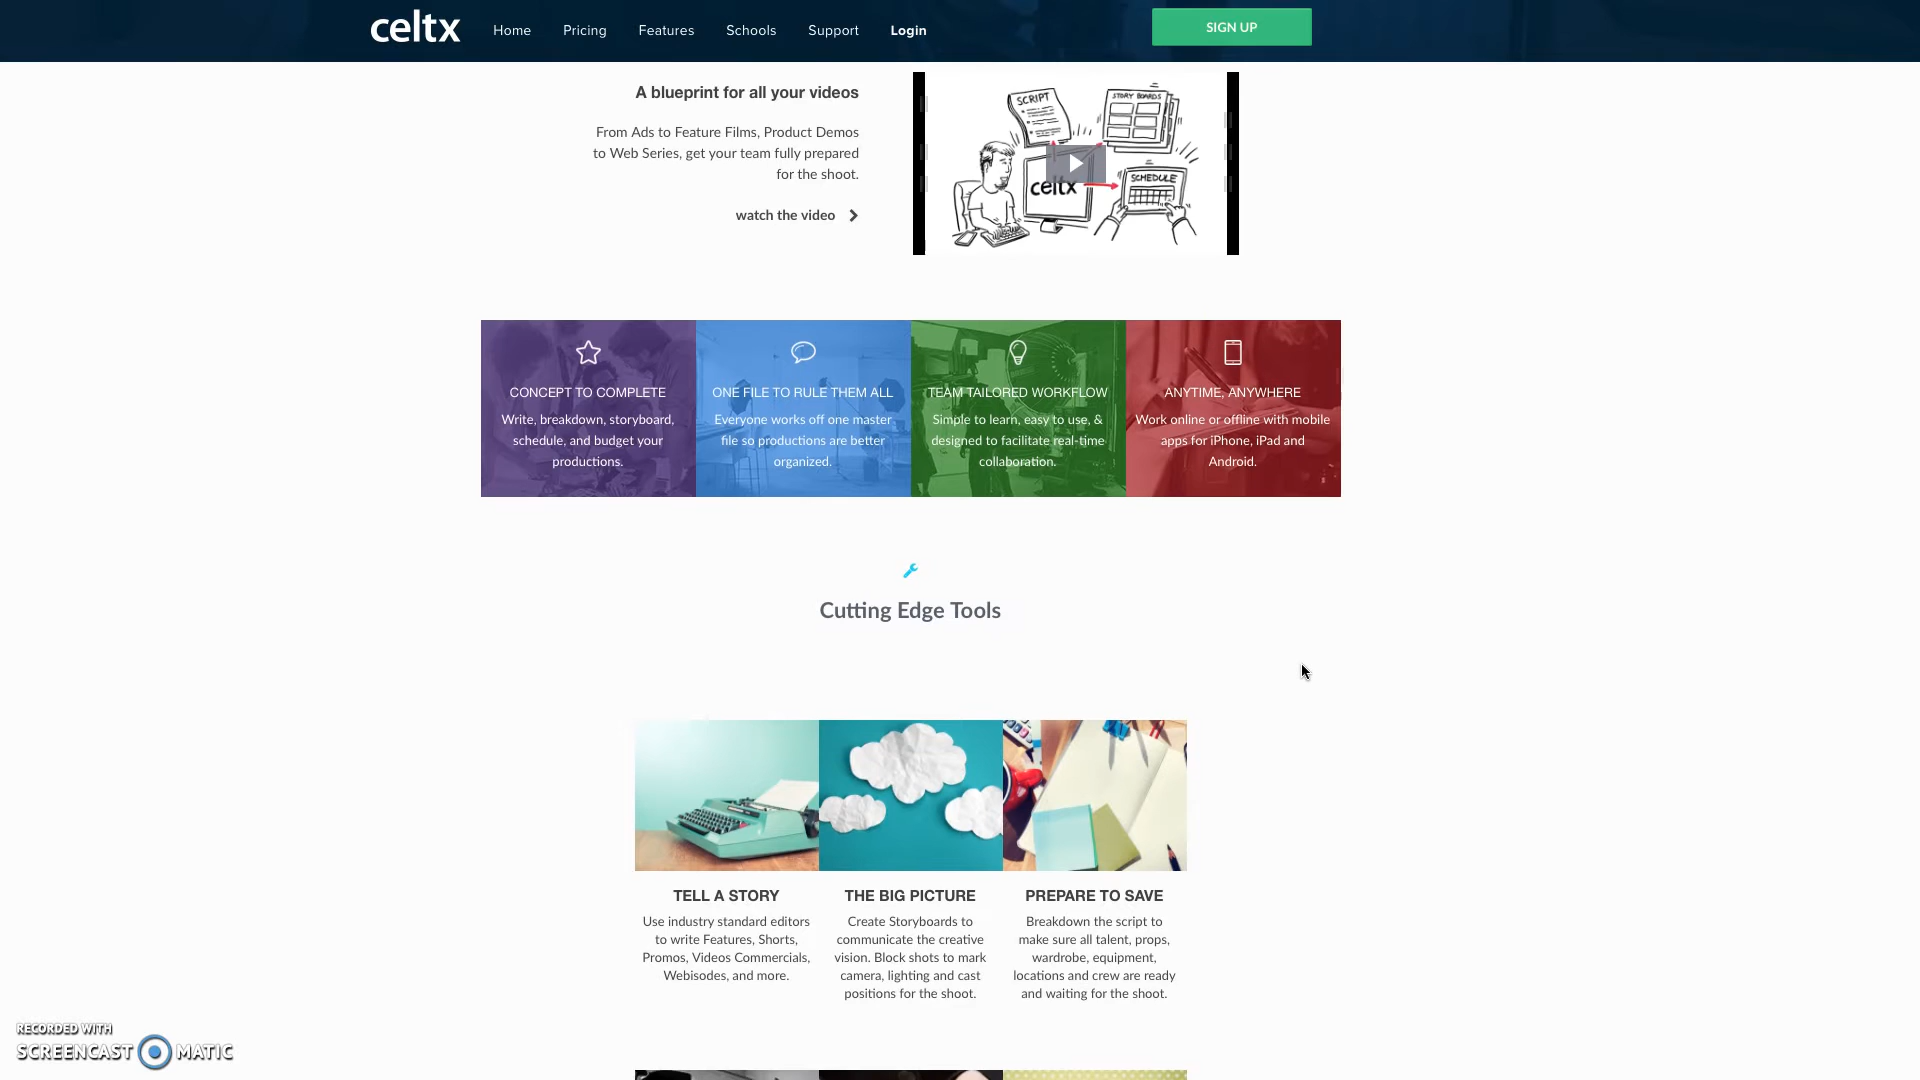 celtx
Home
Pricing
Features
Schools
Support
Login
SIGN UP
A blueprint for all your videos
From Ads to Feature Films, Product Demos
to Web Series, get your team fully prepared
for the shoot.
watch the video
SCRIPT
STORY BOARDS
celtx
SCHEDULE
CONCEPT TO COMPLETE
Write, breakdown, storyboard,
schedule, and budget your
productions.
ONE FILE TO RULE THEM ALL
Everyone works off one master
file so productions are better
organized.
TEAM TAILORED WORKFLOW
Simple to learn, easy to use, &
designed to facilitate real-time
collaboration.
ANYTIME, ANYWHERE
Work online or offline with mobile
apps for iPhone, iPad and
Android.
Cutting Edge Tools
TELL A STORY
Use industry standard editors
to write Features, Shorts,
Promos, Videos Commercials,
Webisodes, and more.
THE BIG PICTURE
Create Storyboards to
communicate the creative
vision. Block shots to mark
camera, lighting and cast
positions for the shoot.
PREPARE TO SAVE
Breakdown the script to
make sure all talent, props,
wardrobe, equipment,
locations and crew are ready
and waiting for the shoot.
RECORDED WITH
SCREENCAST MATIC